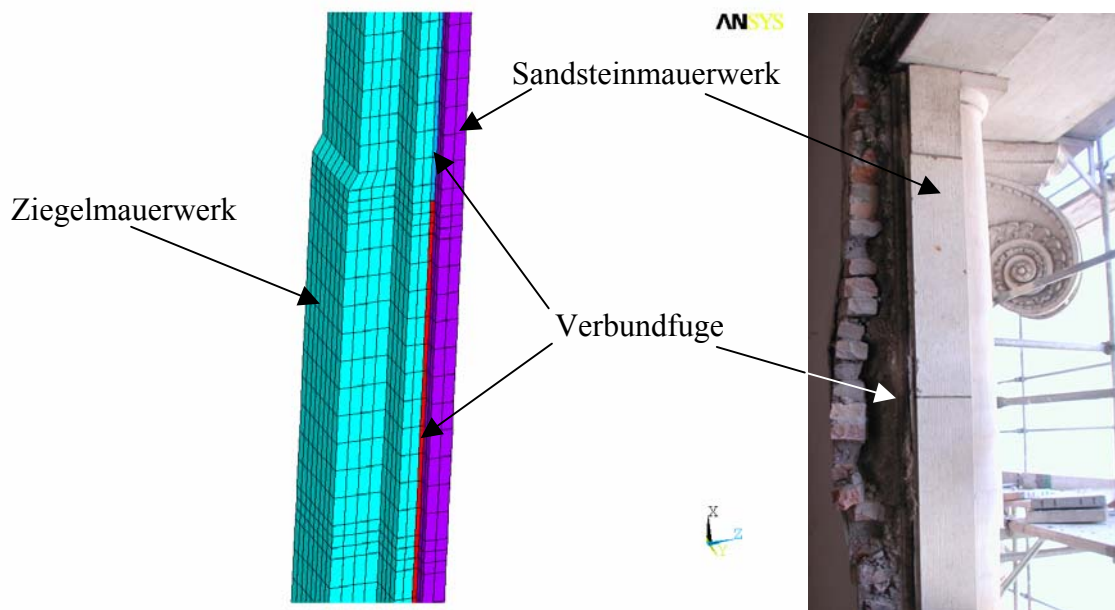 ANSYS
Sandsteinmauerwerk
Ziegelmauerwerk
Verbundfuge
X
Z
Y